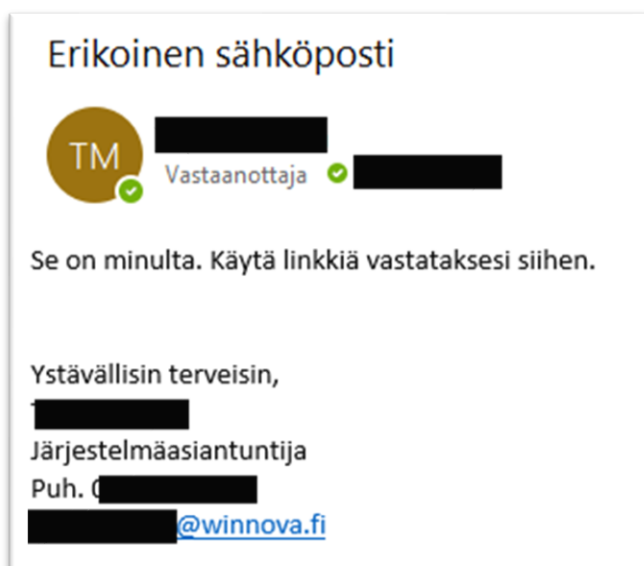 Erikoinen sähköposti
TM
Vastaanottaja
Se on minulta. Käytä linkkiä vastataksesi siihen.
Ystävällisin terveisin,
Järjestelmäasiantuntija
Puh.
@winnova.fi